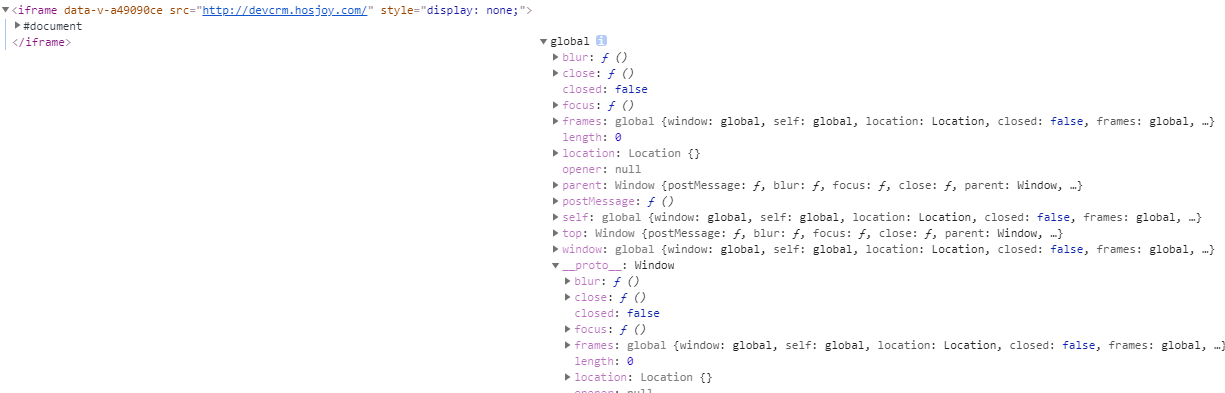 <iframe data-v-a49090ce src="http://devcrm.hosjoy.com/" style="display: none;">
#document
</iframe>
global i
blur: ƒ ()
close: ƒ ()
closed: false
focus: ƒ ()
frames: global {window: global, self: global, location: Location, closed: false, frames: global, …}
length: 0
location: Location {}
opener: null
parent: Window {postMessage: ƒ, blur: ƒ, focus: ƒ, close: ƒ, parent: Window, …}
postMessage: ƒ ()
self: global {window: global, self: global, location: Location, closed: false, frames: global, …}
top: Window {postMessage: ƒ, blur: ƒ, focus: ƒ, close: ƒ, parent: Window, …}
window: global {window: global, self: global, location: Location, closed: false, frames: global, …}
__proto__: Window
blur: ƒ ()
close: ƒ ()
closed: false
focus: ƒ ()
frames: global {window: global, self: global, location: Location, closed: false, frames: global, …}
length: 0
location: Location {}
opener: null